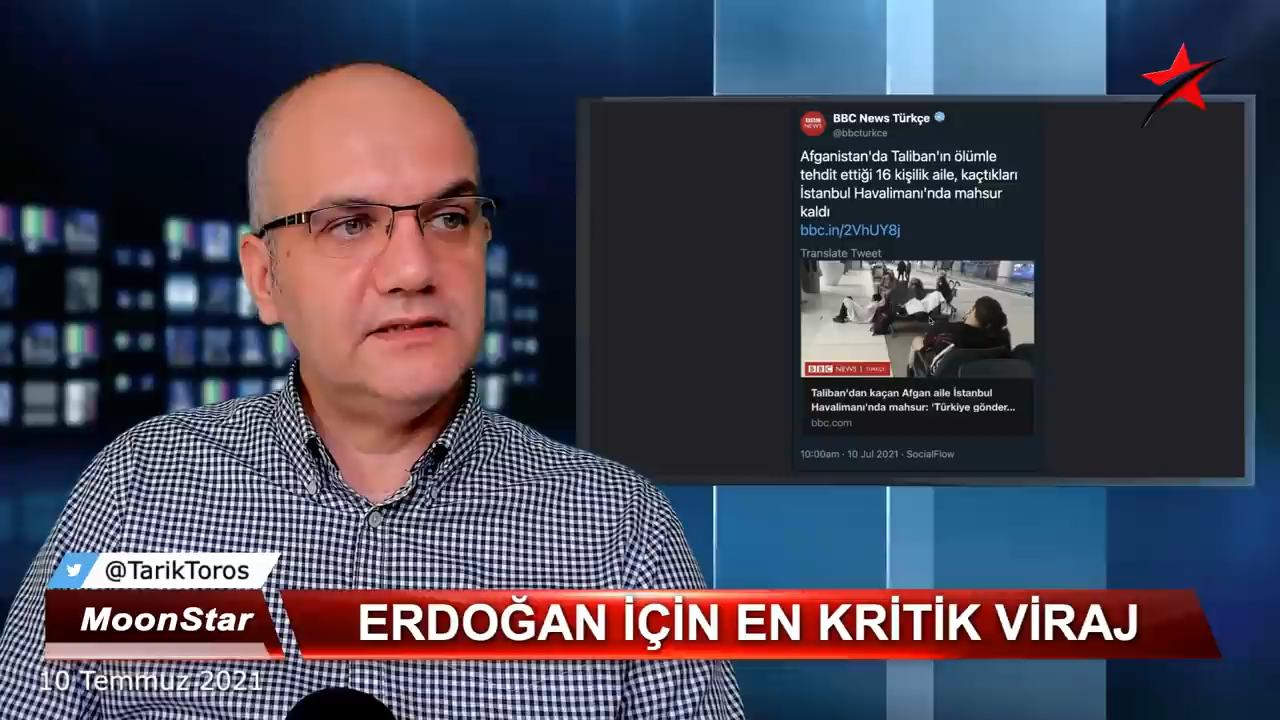 BBC News Türkçe
@bbcturkce
Afganistan'da Taliban'ın ölümle
tehdit ettiği 16 kişilik aile, kaçtıkları
İstanbul Havalimanı'nda mahsur
kaldı
bbc.in/2VhUY8j
Translate Tweet
BBC NEWS | TÜRKÇE
Taliban'dan kaçan Afgan aile İstanbul
Havalimanı'nda mahsur: 'Türkiye gönder...
bbc.com
10:00am · 10 Jul 2021 · SocialFlow
@TarikToros
MoonStar
ERDOĞAN İÇİN EN KRİTİK VİRAJ
10 Temmuz 2021